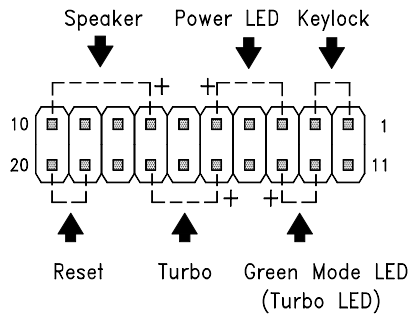 Speaker Power LED Keylock
+ +
10 1
20 11
+ +
Reset Turbo Green Mode LED
(Turbo LED)